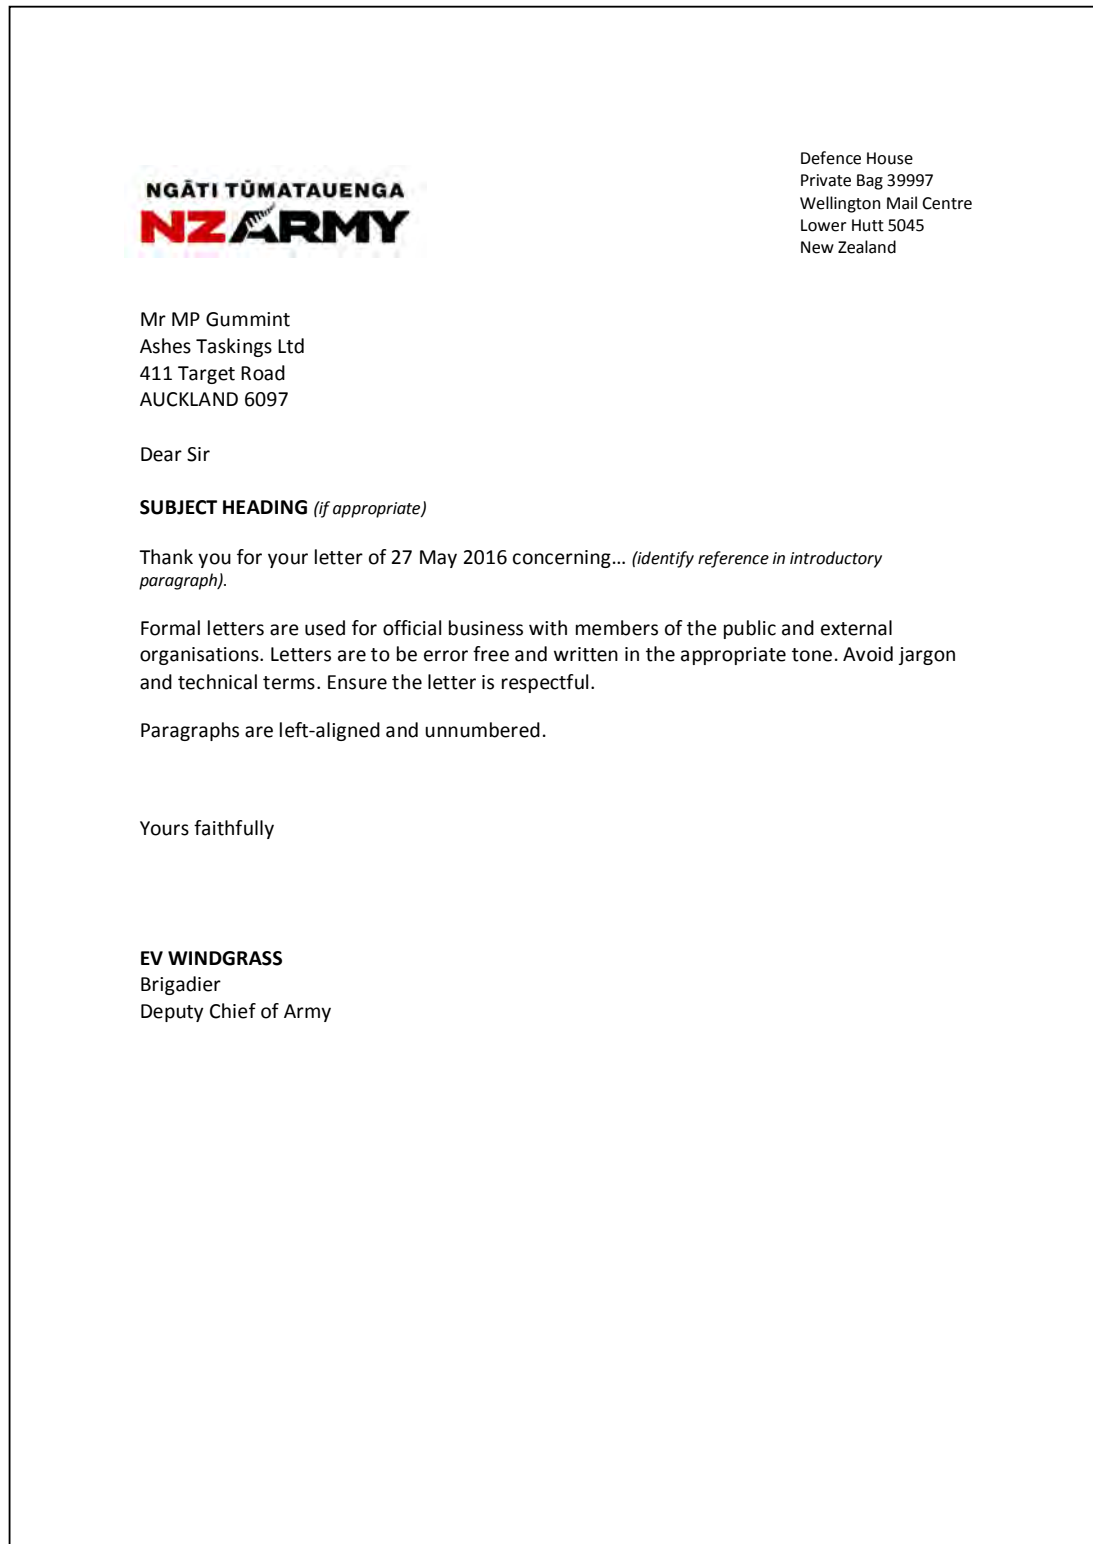 NGĀTI TŪMATAUENGA
NZARMY
Defence House
Private Bag 39997
Wellington Mail Centre
Lower Hutt 5045
New Zealand
Mr MP Gummint
Ashes Taskings Ltd
411 Target Road
AUCKLAND 6097
Dear Sir
SUBJECT HEADING (if appropriate)
Thank you for your letter of 27 May 2016 concerning... (identify reference in introductory
paragraph).
Formal letters are used for official business with members of the public and external
organisations. Letters are to be error free and written in the appropriate tone. Avoid jargon
and technical terms. Ensure the letter is respectful.
Paragraphs are left-aligned and unnumbered.
Yours faithfully
EV WINDGRASS
Brigadier
Deputy Chief of Army